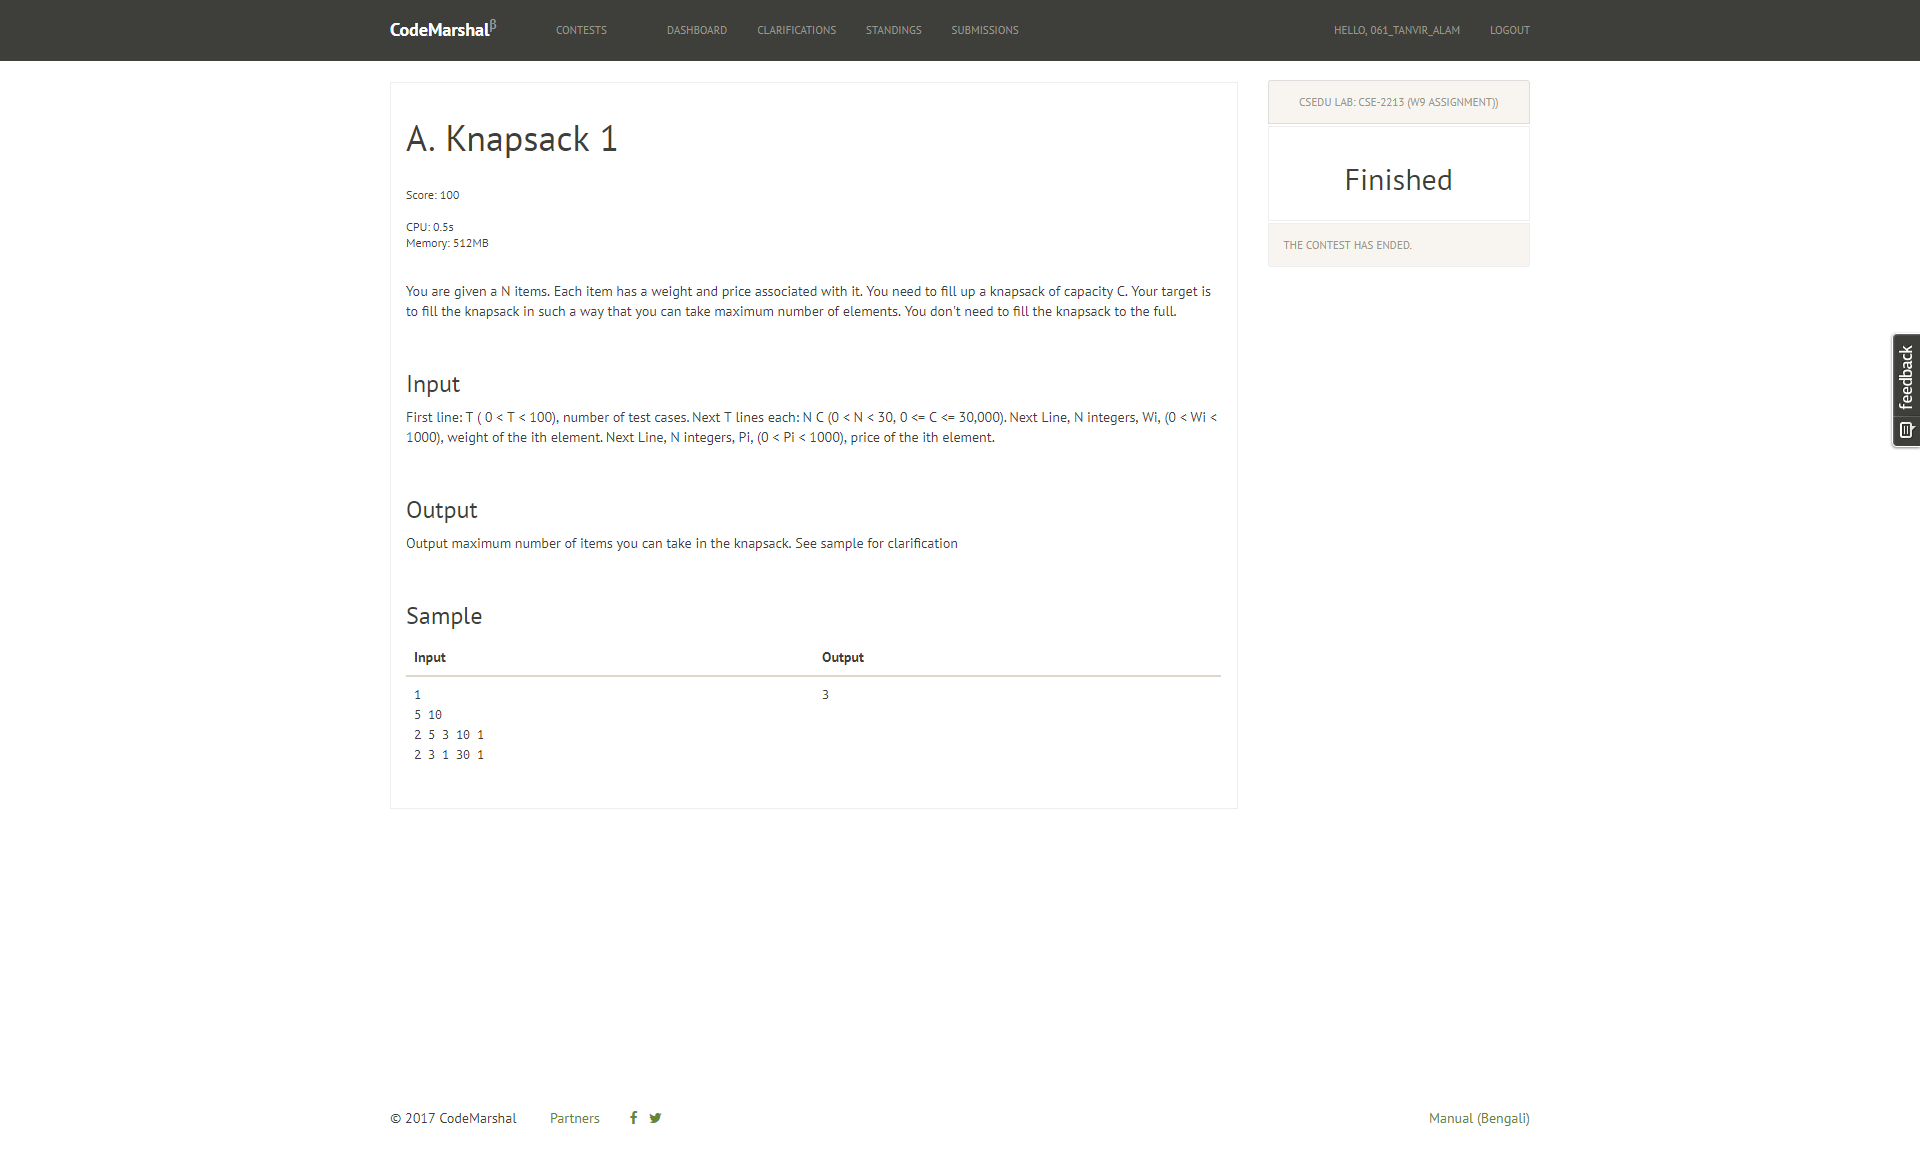 CodeMarshalβ CONTESTS DASHBOARD CLARIFICATIONS STANDINGS SUBMISSIONS HELLO, 061_TANVIR_ALAM LOGOUT
A. Knapsack 1
Score: 100
CPU: 0.5s
Memory: 512MB
You are given a N items. Each item has a weight and price associated with it. You need to fill up a knapsack of capacity C. Your target is
to fill the knapsack in such a way that you can take maximum number of elements. You don't need to fill the knapsack to the full.
Input
First line: T ( 0 < T < 100), number of test cases. Next T lines each: N C (0 < N < 30, 0 <= C <= 30,000). Next Line, N integers, Wi, (0 < Wi <
1000), weight of the ith element. Next Line, N integers, Pi, (0 < Pi < 1000), price of the ith element.
Output
Output maximum number of items you can take in the knapsack. See sample for clarification
Sample
Input Output
1 3
5 10
2 5 3 10 1
2 3 1 30 1
CSEDU LAB: CSE-2213 (W9 ASSIGNMENT))
Finished
THE CONTEST HAS ENDED.
feedback
© 2017 CodeMarshal Partners Manual (Bengali)